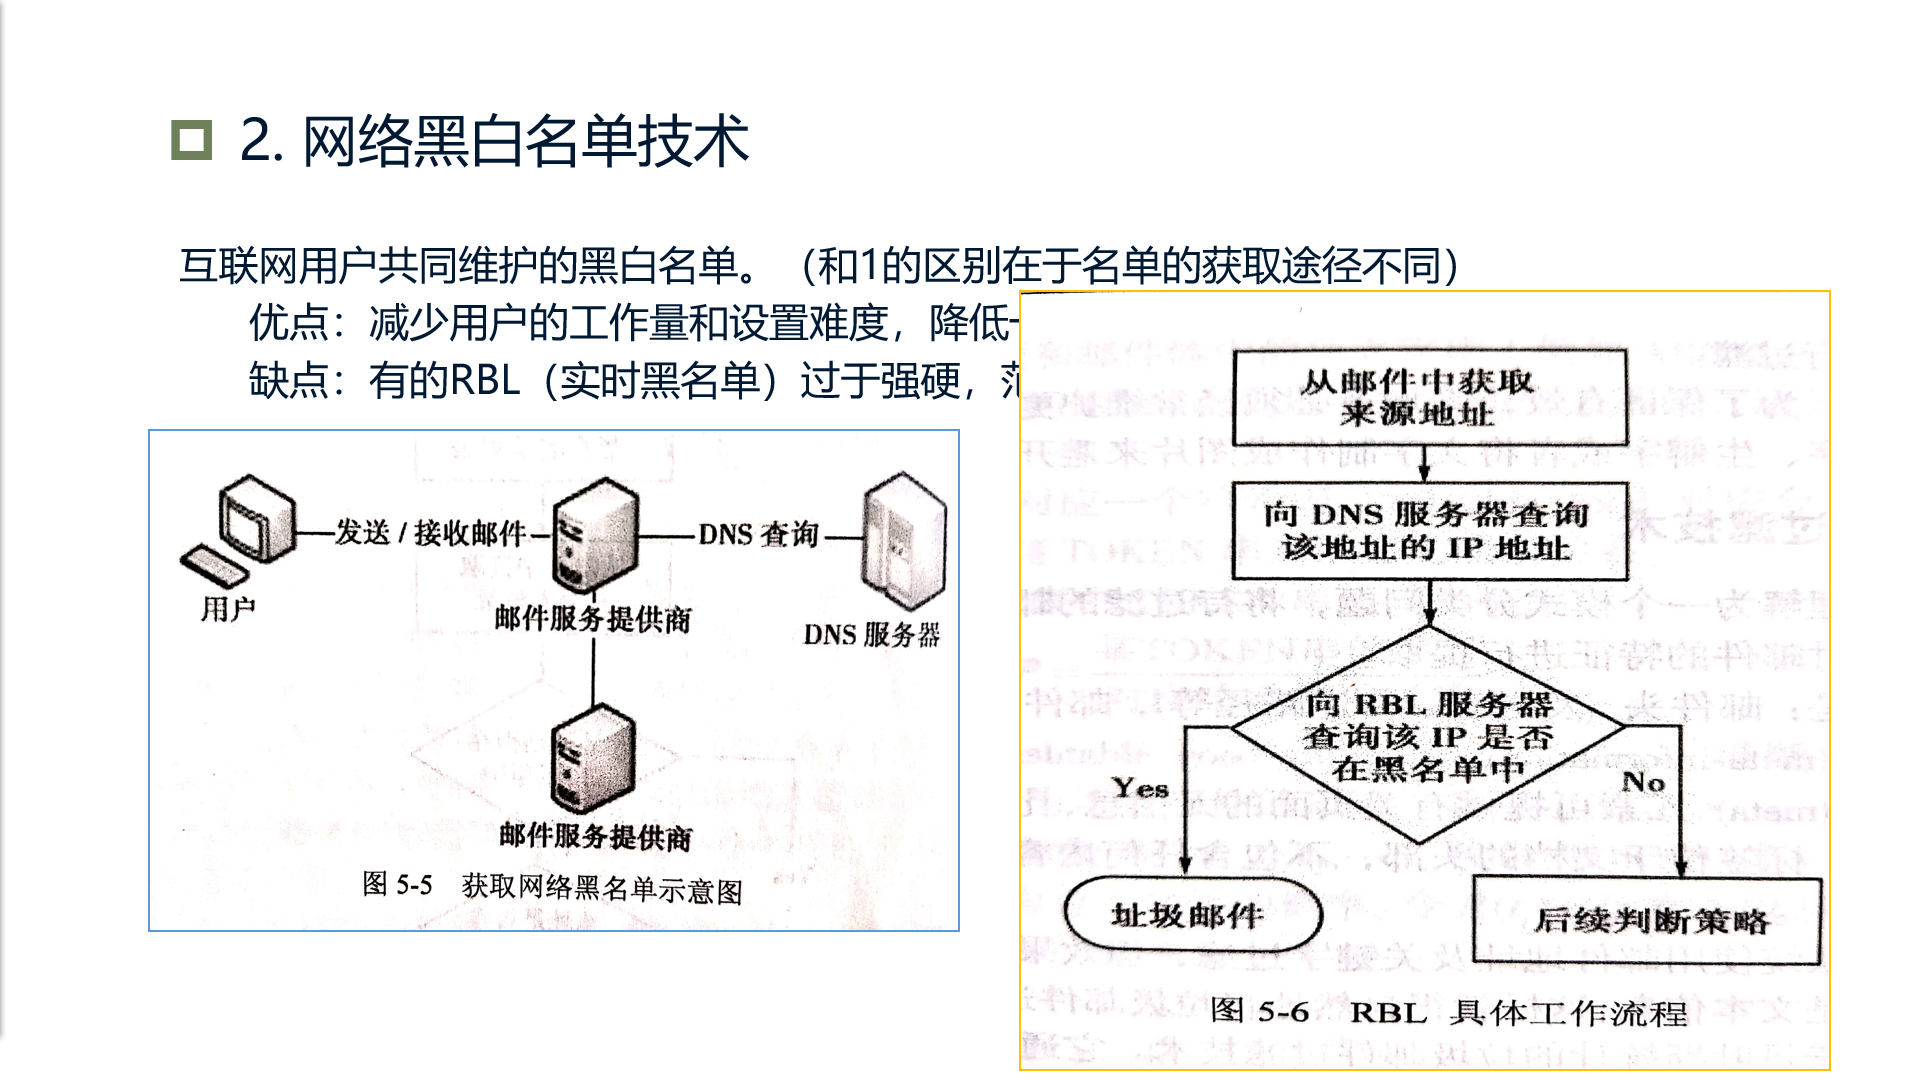 2. 网络黑白名单技术
互联网用户共同维护的黑白名单。（和1的区别在于名单的获取途径不同）
优点：减少用户的工作量和设置难度，降低
缺点：有的RBL（实时黑名单）过于强硬，
发送 / 接收邮件
DNS 查询
用户
邮件服务提供商
DNS 服务器
邮件服务提供商
图 5-5 获取网络黑名单示意图
从邮件中获取
来源地址
向 DNS 服务器查询
该地址的 IP 地址
向 RBL 服务器
查询该 IP 是否
在黑名单中
Yes
No
址圾邮件
后续判断策略
图 5-6 RBL 具体工作流程